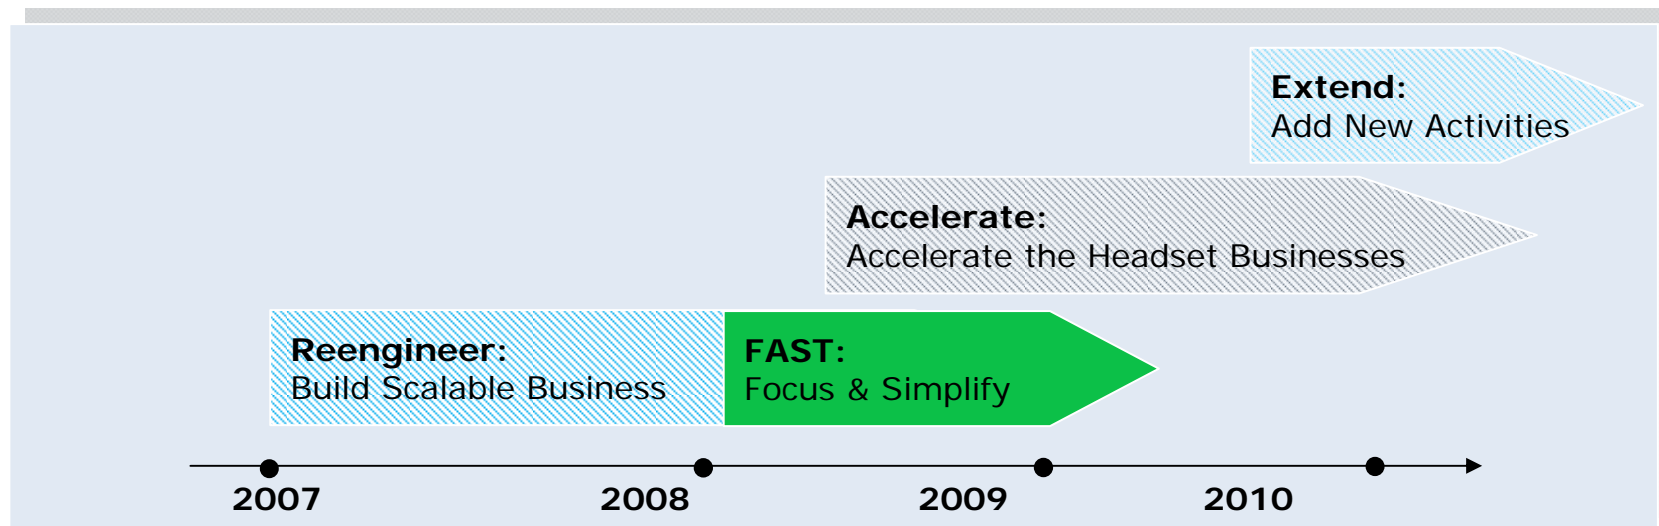 Extend:
Add New Activities
Accelerate:
Accelerate the Headset Businesses
Reengineer:
Build Scalable Business
FAST:
Focus & Simplify
2007 2008 2009 2010